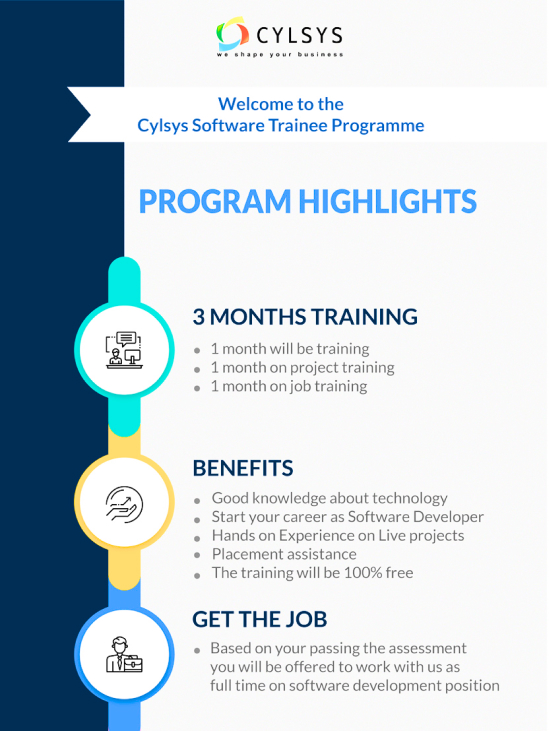 CYLSYS
we shape your business
Welcome to the
Cylsys Software Trainee Programme
PROGRAM HIGHLIGHTS
3 MONTHS TRAINING
• 1 month will be training
• 1 month on project training
• 1 month on job training
BENEFITS
• Good knowledge about technology
• Start your career as Software Developer
• Hands on Experience on Live projects
• Placement assistance
• The training will be 100% free
GET THE JOB
• Based on your passing the assessment
you will be offered to work with us as
full time on software development position